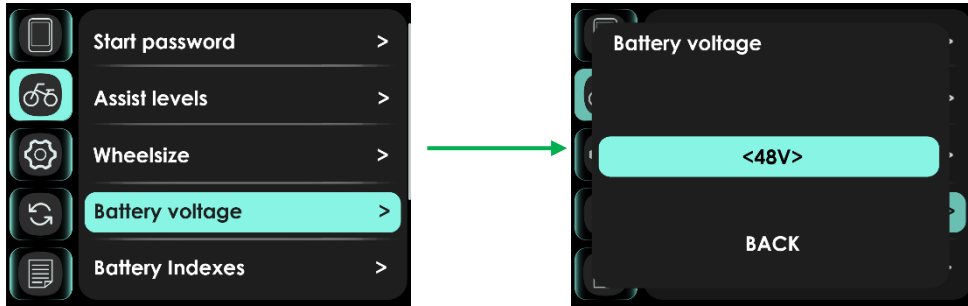 Start password >
Assist levels >
Wheelsize >
Battery voltage >
Battery Indexes >
Battery voltage
<48V>
BACK